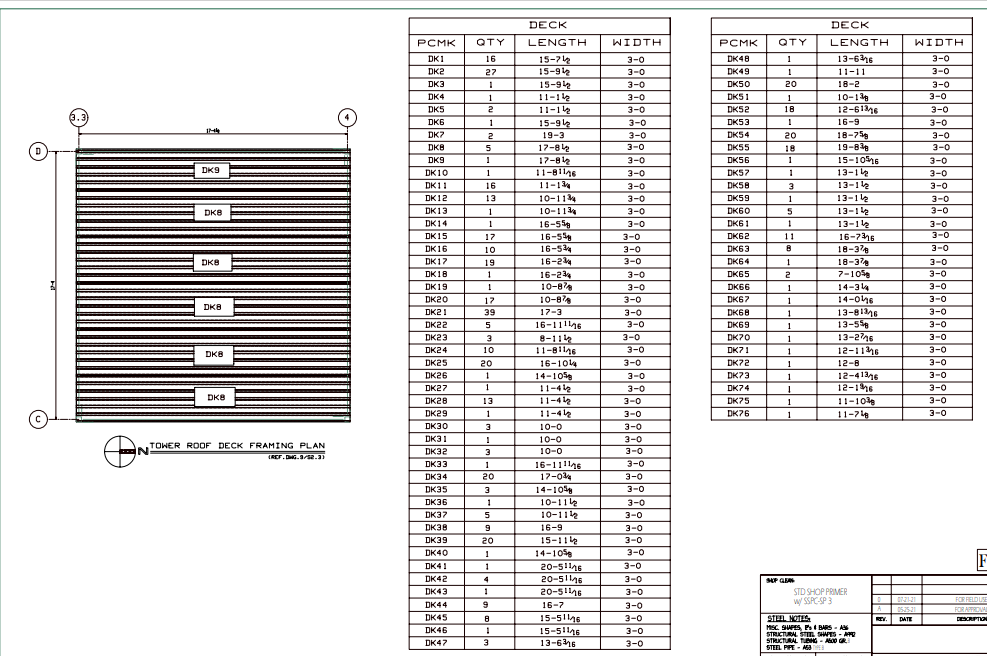 3.3
4
17-4⅛
D
DK9
DK8
DK8
DK8
DK8
DK8
C
N TOWER ROOF DECK FRAMING PLAN
(REF.DWG.9/S2.3)
DECK
PCMK QTY LENGTH WIDTH
DK1 16 15-7½ 3-0
DK2 27 15-9½ 3-0
DK3 1 15-9½ 3-0
DK4 1 11-1½ 3-0
DK5 2 11-1½ 3-0
DK6 1 15-9½ 3-0
DK7 2 19-3 3-0
DK8 5 17-8½ 3-0
DK9 1 17-8½ 3-0
DK10 1 11-811⁄16 3-0
DK11 16 11-1¾ 3-0
DK12 13 10-11¾ 3-0
DK13 1 10-11¾ 3-0
DK14 1 16-5⅝ 3-0
DK15 17 16-5⅝ 3-0
DK16 10 16-5¾ 3-0
DK17 19 16-2¾ 3-0
DK18 1 16-2¾ 3-0
DK19 1 10-8⅞ 3-0
DK20 17 10-8⅞ 3-0
DK21 39 17-3 3-0
DK22 5 16-11 11⁄16 3-0
DK23 3 8-11½ 3-0
DK24 10 11-8 11⁄16 3-0
DK25 20 16-10¼ 3-0
DK26 1 14-10⅝ 3-0
DK27 1 11-4½ 3-0
DK28 13 11-4½ 3-0
DK29 1 11-4½ 3-0
DK30 3 10-0 3-0
DK31 1 10-0 3-0
DK32 3 10-0 3-0
DK33 1 16-11 11⁄16 3-0
DK34 20 17-0¾ 3-0
DK35 3 14-10⅝ 3-0
DK36 1 10-11½ 3-0
DK37 5 10-11½ 3-0
DK38 9 16-9 3-0
DK39 20 15-11½ 3-0
DK40 1 14-10⅝ 3-0
DK41 1 20-5 11⁄16 3-0
DK42 4 20-5 11⁄16 3-0
DK43 1 20-5 11⁄16 3-0
DK44 9 16-7 3-0
DK45 8 15-5 11⁄16 3-0
DK46 1 15-5 11⁄16 3-0
DK47 3 13-6 3⁄16 3-0
DECK
PCMK QTY LENGTH WIDTH
DK48 1 13-6 3⁄16 3-0
DK49 1 11-11 3-0
DK50 20 18-2 3-0
DK51 1 10-1⅜ 3-0
DK52 18 12-6 13⁄16 3-0
DK53 1 16-9 3-0
DK54 20 18-7⅝ 3-0
DK55 18 19-8⅜ 3-0
DK56 1 15-10 5⁄16 3-0
DK57 1 13-1½ 3-0
DK58 3 13-1½ 3-0
DK59 1 13-1½ 3-0
DK60 5 13-1½ 3-0
DK61 1 13-1½ 3-0
DK62 11 16-7 3⁄16 3-0
DK63 8 18-3⅞ 3-0
DK64 1 18-3⅞ 3-0
DK65 2 7-10⅝ 3-0
DK66 1 14-3¼ 3-0
DK67 1 14-0 1⁄16 3-0
DK68 1 13-8 13⁄16 3-0
DK69 1 13-5⅝ 3-0
DK70 1 13-2 7⁄16 3-0
DK71 1 12-11 3⁄16 3-0
DK72 1 12-8 3-0
DK73 1 12-4 13⁄16 3-0
DK74 1 12-1 9⁄16 3-0
DK75 1 11-10⅜ 3-0
DK76 1 11-7⅛ 3-0
F
SHOP CLEAN:
STD SHOP PRIMER
w/ SSPC-SP 3
STEEL NOTES:
MISC. SHAPES, P's & BARS - A36
STRUCTURAL STEEL SHAPES - A992
STRUCTURAL TUBING - A500 GR.
STEEL PIPE - A53 TYPE
0 07-21-21 FOR FIELD USE
A 05-25-21 FOR APPROVAL
REV. DATE DESCRIPTION